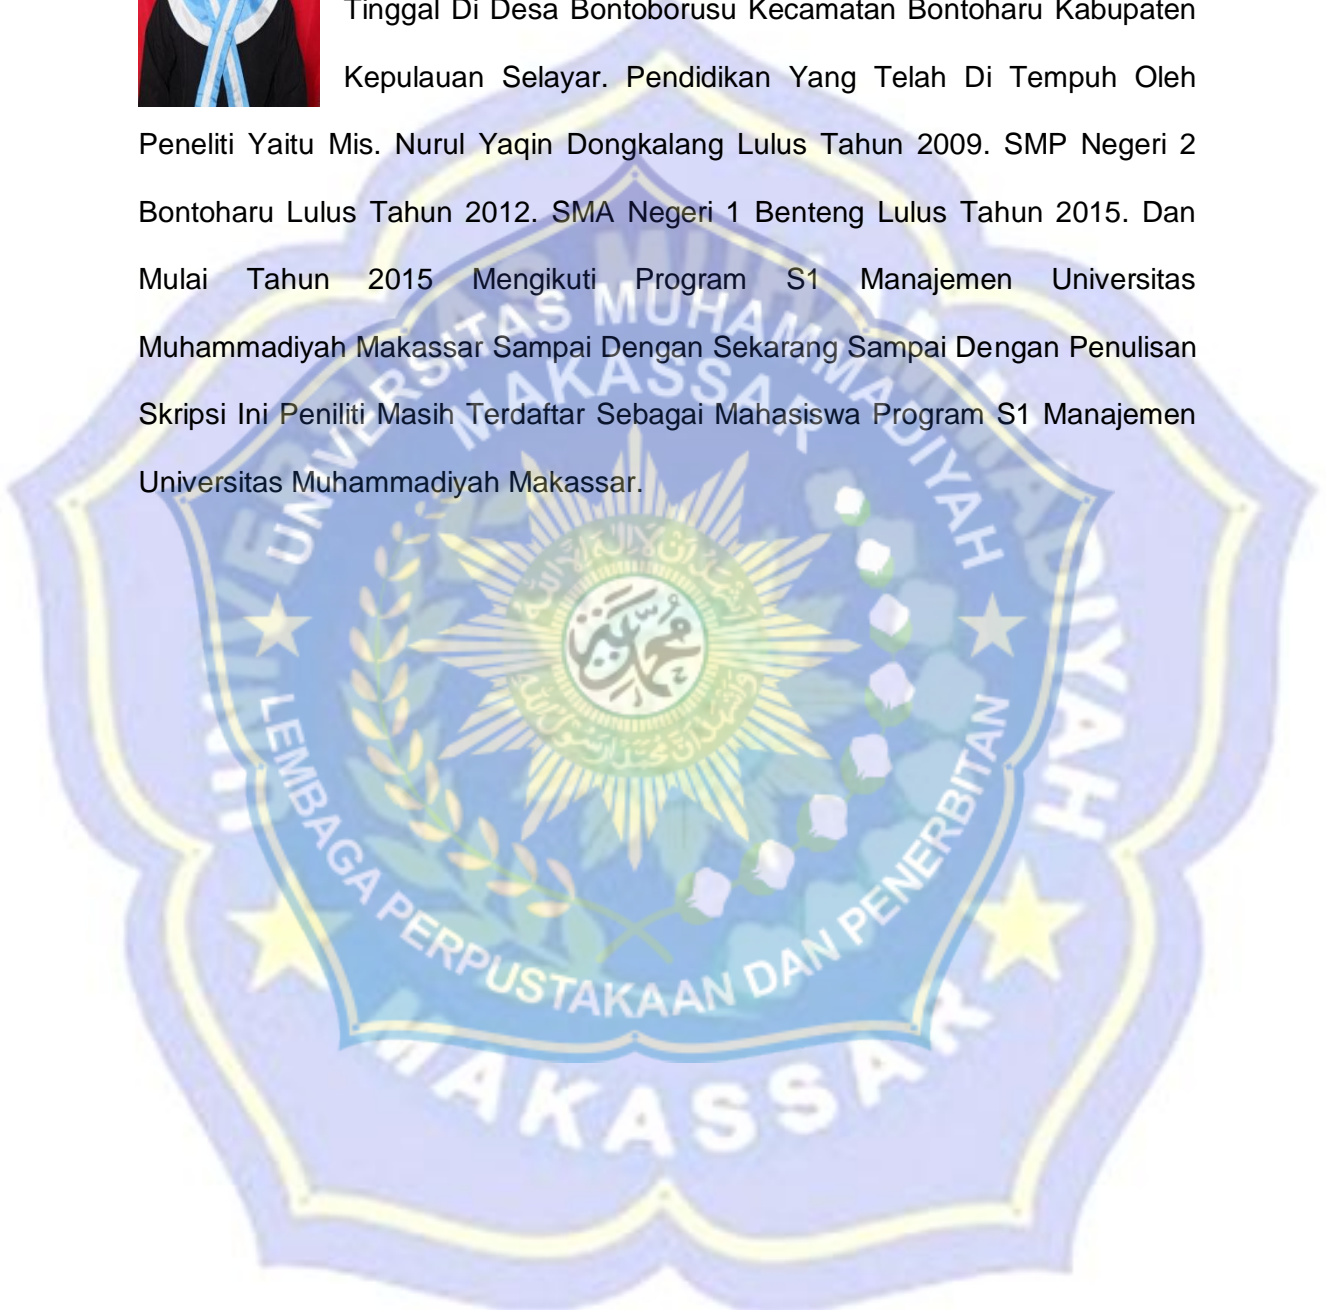 Tinggal Di Desa Bontoborusu Kecamatan Bontoharu Kabupaten
Kepulauan Selayar. Pendidikan Yang Telah Di Tempuh Oleh
Peneliti Yaitu Mis. Nurul Yaqin Dongkalang Lulus Tahun 2009. SMP Negeri 2
Bontoharu Lulus Tahun 2012. SMA Negeri 1 Benteng Lulus Tahun 2015. Dan
Mulai Tahun 2015 Mengikuti Program S1 Manajemen Universitas
Muhammadiyah Makassar Sampai Dengan Sekarang Sampai Dengan Penulisan
Skripsi Ini Peniliti Masih Terdaftar Sebagai Mahasiswa Program S1 Manajemen
Universitas Muhammadiyah Makassar.
UNIVERSITAS MUHAMMADIYAH
MAKASSAR
LEMBAGA PERPUSTAKAAN DAN PENERBITAN
MAKASSAR